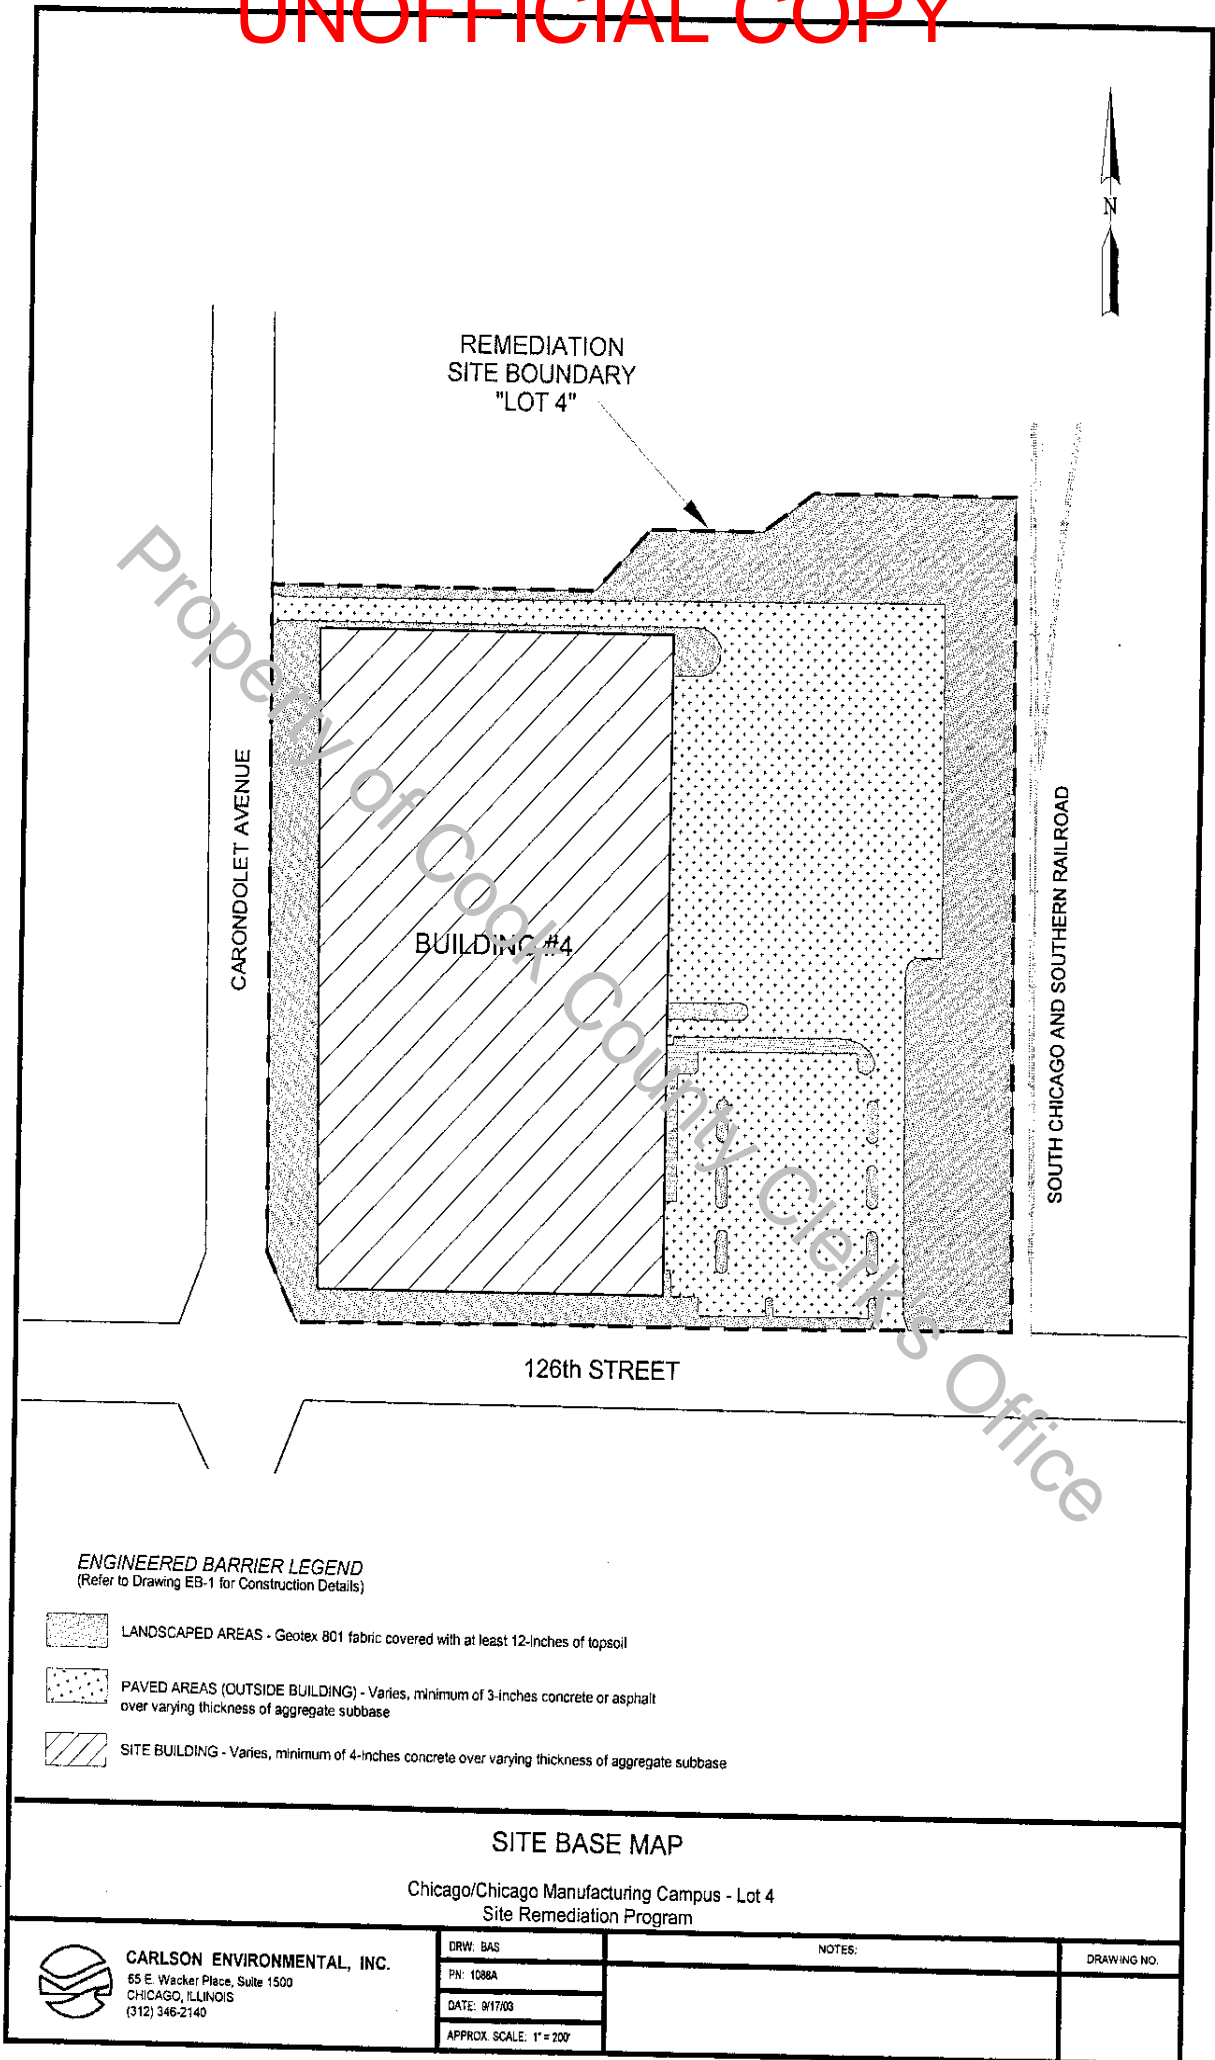 UNOFFICIAL COPY
N
REMEDIATION
SITE BOUNDARY
"LOT 4"
CARONDOLET AVENUE
BUILDING #4
SOUTH CHICAGO AND SOUTHERN RAILROAD
126th STREET
Property of Cook County Clerk's Office
ENGINEERED BARRIER LEGEND
(Refer to Drawing EB-1 for Construction Details)
LANDSCAPED AREAS - Geotex 801 fabric covered with at least 12-inches of topsoil
PAVED AREAS (OUTSIDE BUILDING) - Varies, minimum of 3-inches concrete or asphalt
over varying thickness of aggregate subbase
SITE BUILDING - Varies, minimum of 4-inches concrete over varying thickness of aggregate subbase
SITE BASE MAP
Chicago/Chicago Manufacturing Campus - Lot 4
Site Remediation Program
CARLSON ENVIRONMENTAL, INC.
65 E. Wacker Place, Suite 1500
CHICAGO, ILLINOIS
(312) 346-2140
DRW: BAS
PN: 1088A
DATE: 9/17/03
APPROX. SCALE: 1" = 200'
NOTES:
DRAWING NO.